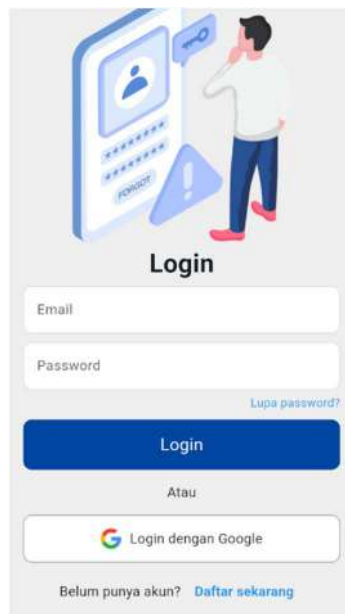 ********
********
FORGOT
Login
Email
Password
Lupa password?
Login
Atau
Login dengan Google
Belum punya akun? Daftar sekarang